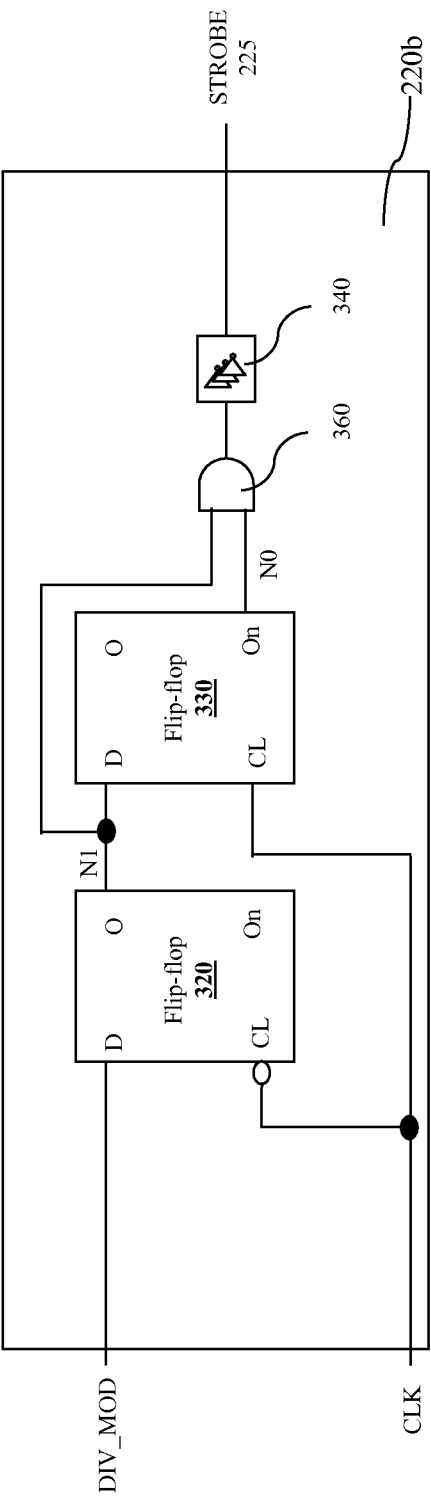 DIV_MOD
CLK
D
O
Flip-flop
320
CL
On
N1
D
O
Flip-flop
330
CL
On
N0
360
340
STROBE
225
220b